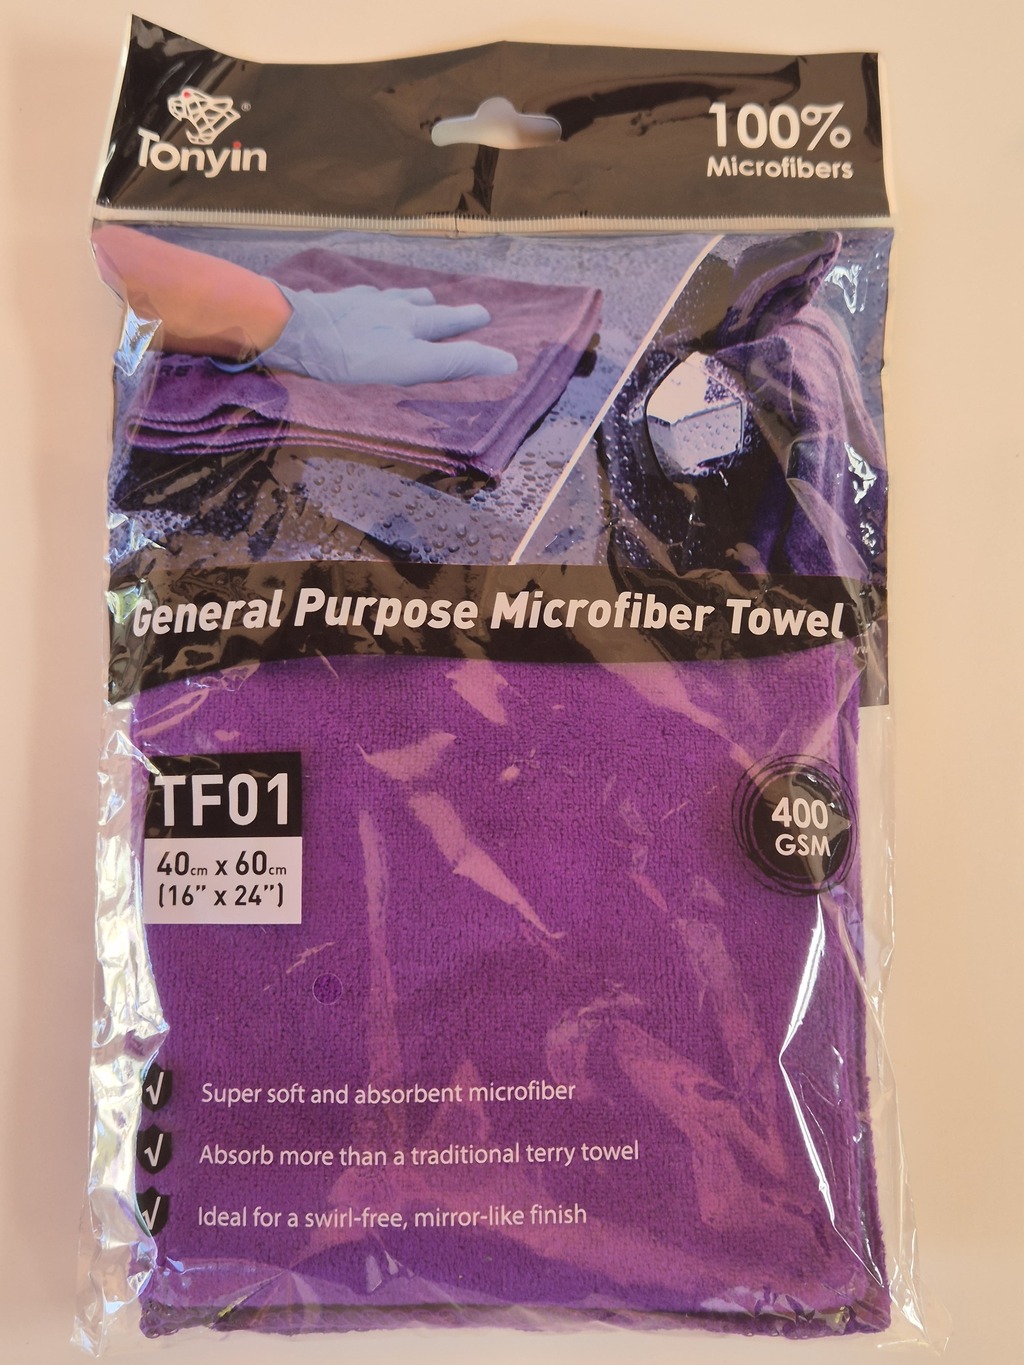 Tonyin®
100%
Microfibers
General Purpose Microfiber Towel
TF01
40cm x 60cm
(16” x 24”)
400
GSM
Super soft and absorbent microfiber
Absorb more than a traditional terry towel
Ideal for a swirl-free, mirror-like finish